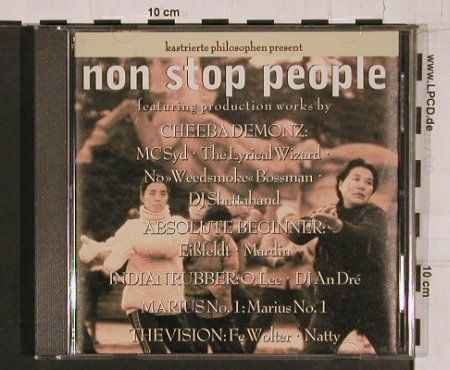 10 cm
www.LPCD.de
10 cm
kastrierte philosophen present
non stop people
featuring production works by
CHEEBA DEMONZ:
MC Syd · The Lyrical Wizard ·
No »Weedsmoke« Bossman ·
DJ Shattahand
ABSOLUTE BEGINNER:
Eißfeldt · Mardin
INDIAN RUBBER: O.Lee · DJ An Dré
MARIUS No. 1: Marius No. 1
THE VISION: Fe Wolter · Natty